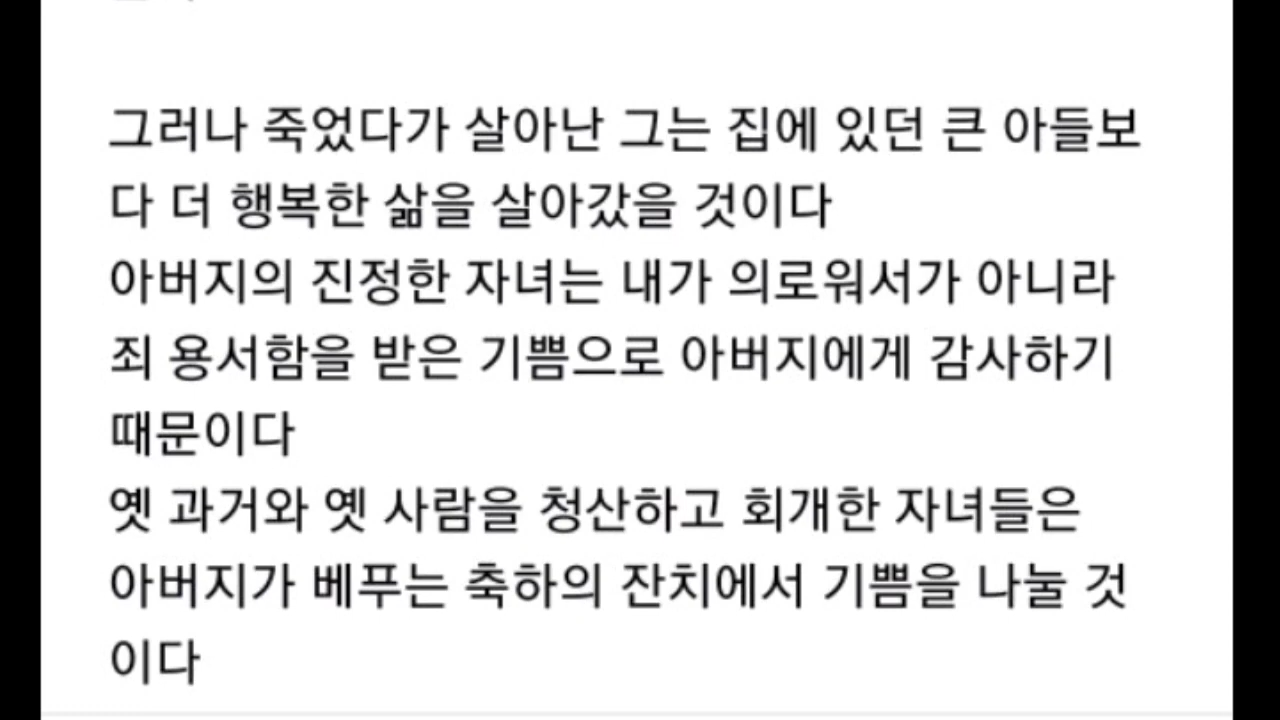 그러나 죽었다가 살아난 그는 집에 있던 큰 아들보
다 더 행복한 삶을 살아갔을 것이다
아버지의 진정한 자녀는 내가 의로워서가 아니라
죄 용서함을 받은 기쁨으로 아버지에게 감사하기
때문이다
옛 과거와 옛 사람을 청산하고 회개한 자녀들은
아버지가 베푸는 축하의 잔치에서 기쁨을 나눌 것
이다